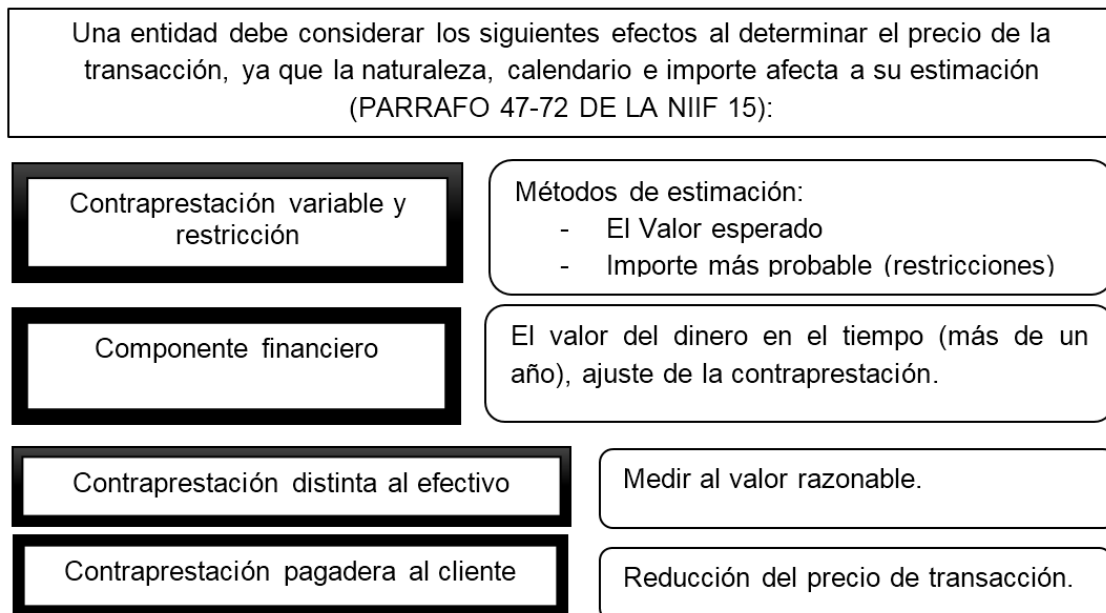 Una entidad debe considerar los siguientes efectos al determinar el precio de la
transacción, ya que la naturaleza, calendario e importe afecta a su estimación
(PARRAFO 47-72 DE LA NIIF 15):
Contraprestación variable y
restricción
Métodos de estimación:
- El Valor esperado
- Importe más probable (restricciones)
Componente financiero
El valor del dinero en el tiempo (más de un
año), ajuste de la contraprestación.
Contraprestación distinta al efectivo
Medir al valor razonable.
Contraprestación pagadera al cliente
Reducción del precio de transacción.